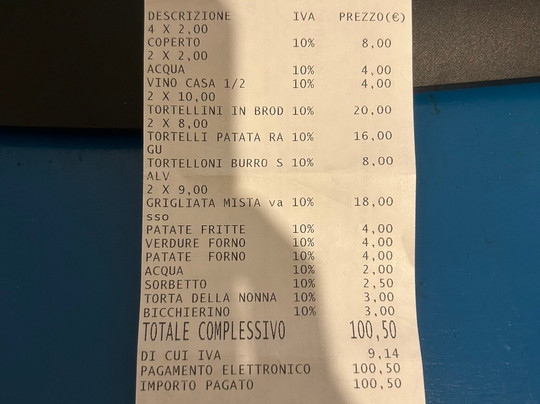 DESCRIZIONE IVA PREZZO(€)
4 X 2,00
COPERTO 10% 8,00
2 X 2,00
ACQUA 10% 4,00
VINO CASA 1/2 10% 4,00
2 X 10,00
TORTELLINI IN BROD 10% 20,00
2 X 8,00
TORTELLI PATATA RA 10% 16,00
GU
TORTELLONI BURRO S 10% 8,00
ALV
2 X 9,00
GRIGLIATA MISTA va 10% 18,00
sso
PATATE FRITTE 10% 4,00
VERDURE FORNO 10% 4,00
PATATE FORNO 10% 4,00
ACQUA 10% 2,00
SORBETTO 10% 2,50
TORTA DELLA NONNA 10% 3,00
BICCHIERINO 10% 3,00
TOTALE COMPLESSIVO 100,50
DI CUI IVA 9,14
PAGAMENTO ELETTRONICO 100,50
IMPORTO PAGATO 100,50